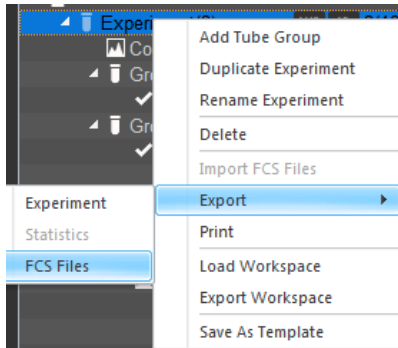 Experi
Co
Gr
Gr
Add Tube Group
Duplicate Experiment
Rename Experiment
Delete
Import FCS Files
Export
Print
Load Workspace
Export Workspace
Save As Template
Experiment
Statistics
FCS Files